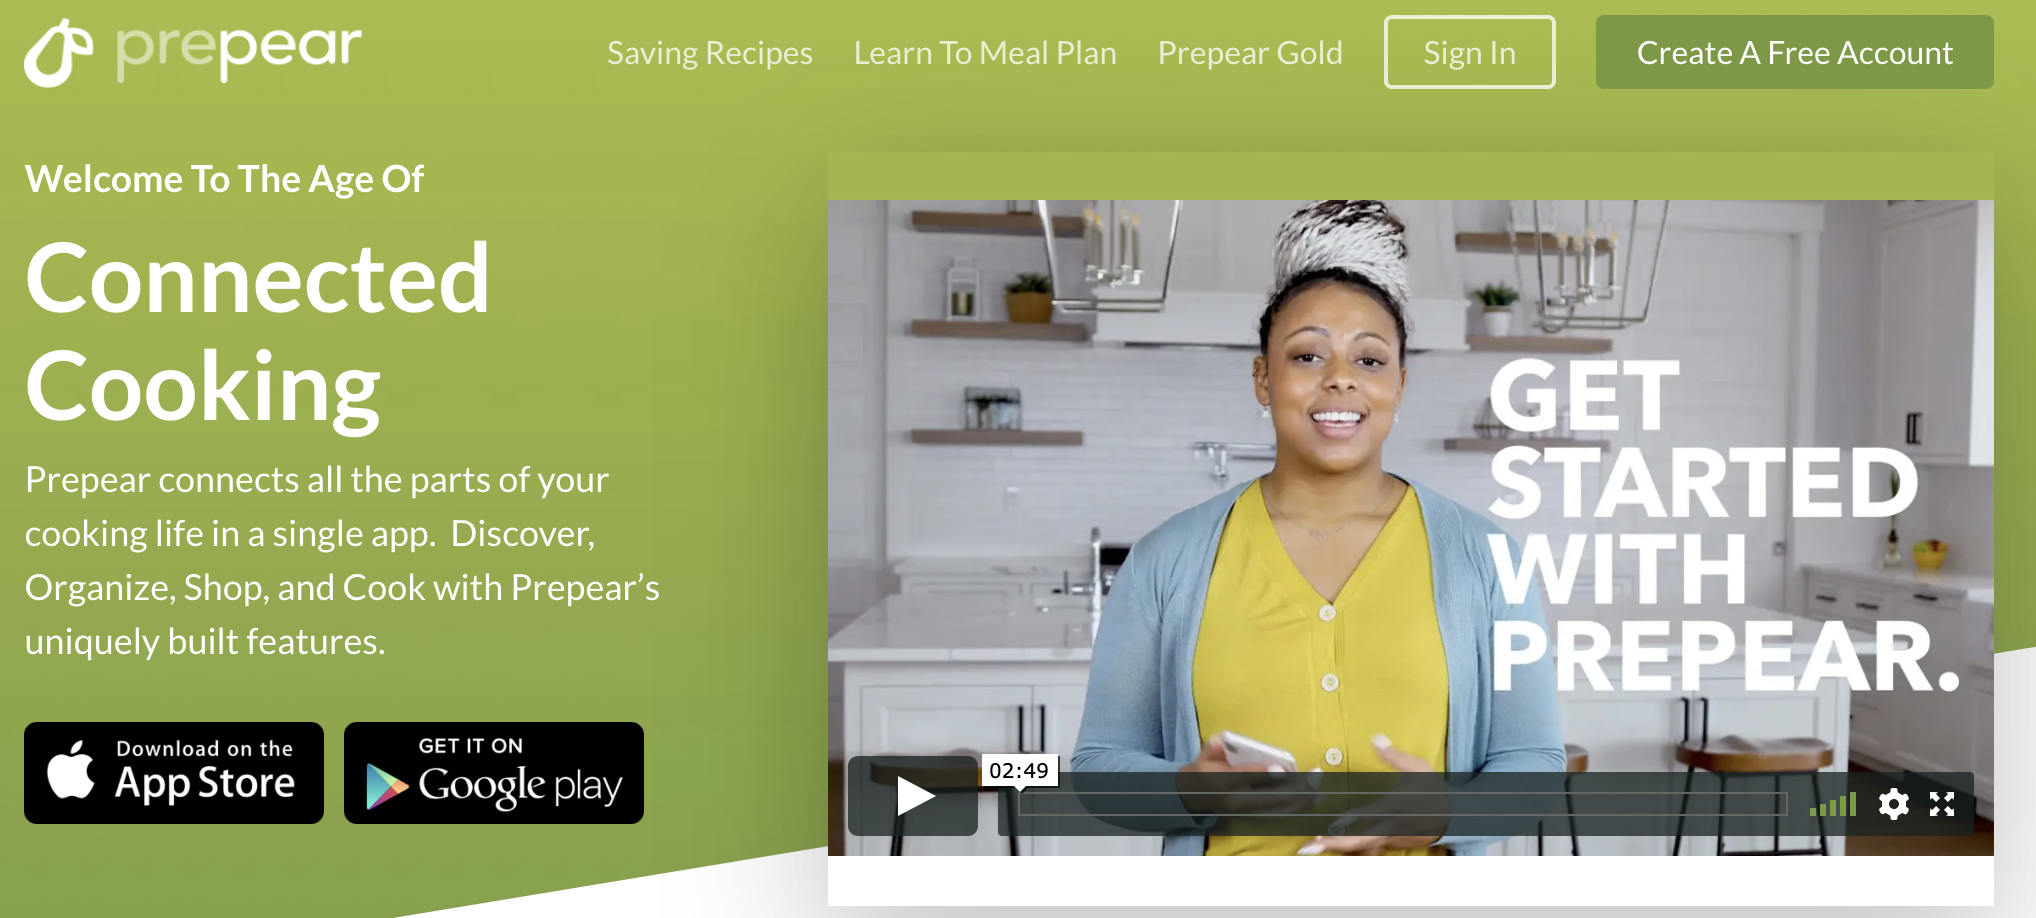 prepear
Saving Recipes
Learn To Meal Plan
Prepear Gold
Sign In
Create A Free Account
Welcome To The Age Of
Connected
Cooking
Prepear connects all the parts of your
cooking life in a single app.  Discover,
Organize, Shop, and Cook with Prepear’s
uniquely built features.
Download on the
App Store
GET IT ON
Google play
GET
STARTED
WITH
PREPEAR.
02:49